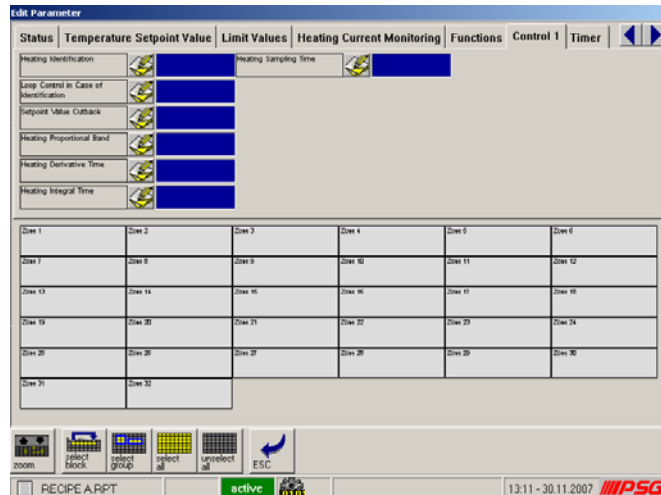 Edit Parameter
Status Temperature Setpoint Value Limit Values Heating Current Monitoring Functions Control 1 Timer
Heating Identification Heating Sampling Time
Loop Control in Case of
Identification
Setpoint Value Cutback
Heating Proportional Band
Heating Derivative Time
Heating Integral Time
Zone 1 Zone 2 Zone 3 Zone 4 Zone 5 Zone 6
Zone 7 Zone 8 Zone 9 Zone 10 Zone 11 Zone 12
Zone 13 Zone 14 Zone 15 Zone 16 Zone 17 Zone 18
Zone 19 Zone 20 Zone 21 Zone 22 Zone 23 Zone 24
Zone 25 Zone 26 Zone 27 Zone 28 Zone 29 Zone 30
Zone 31 Zone 32
zoom select block select group select all unselect all ESC
RECIPEA.RPT active 0101 13:11 - 30.11.2007 PSG